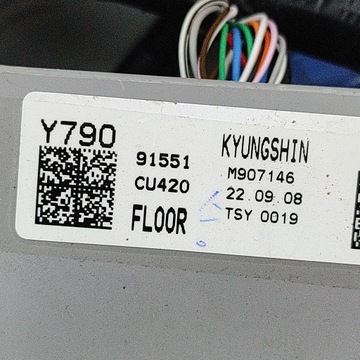 Y790
91551
CU420
FLOOR
KYUNGSHIN
M907146
22.09.08
TSY 0019